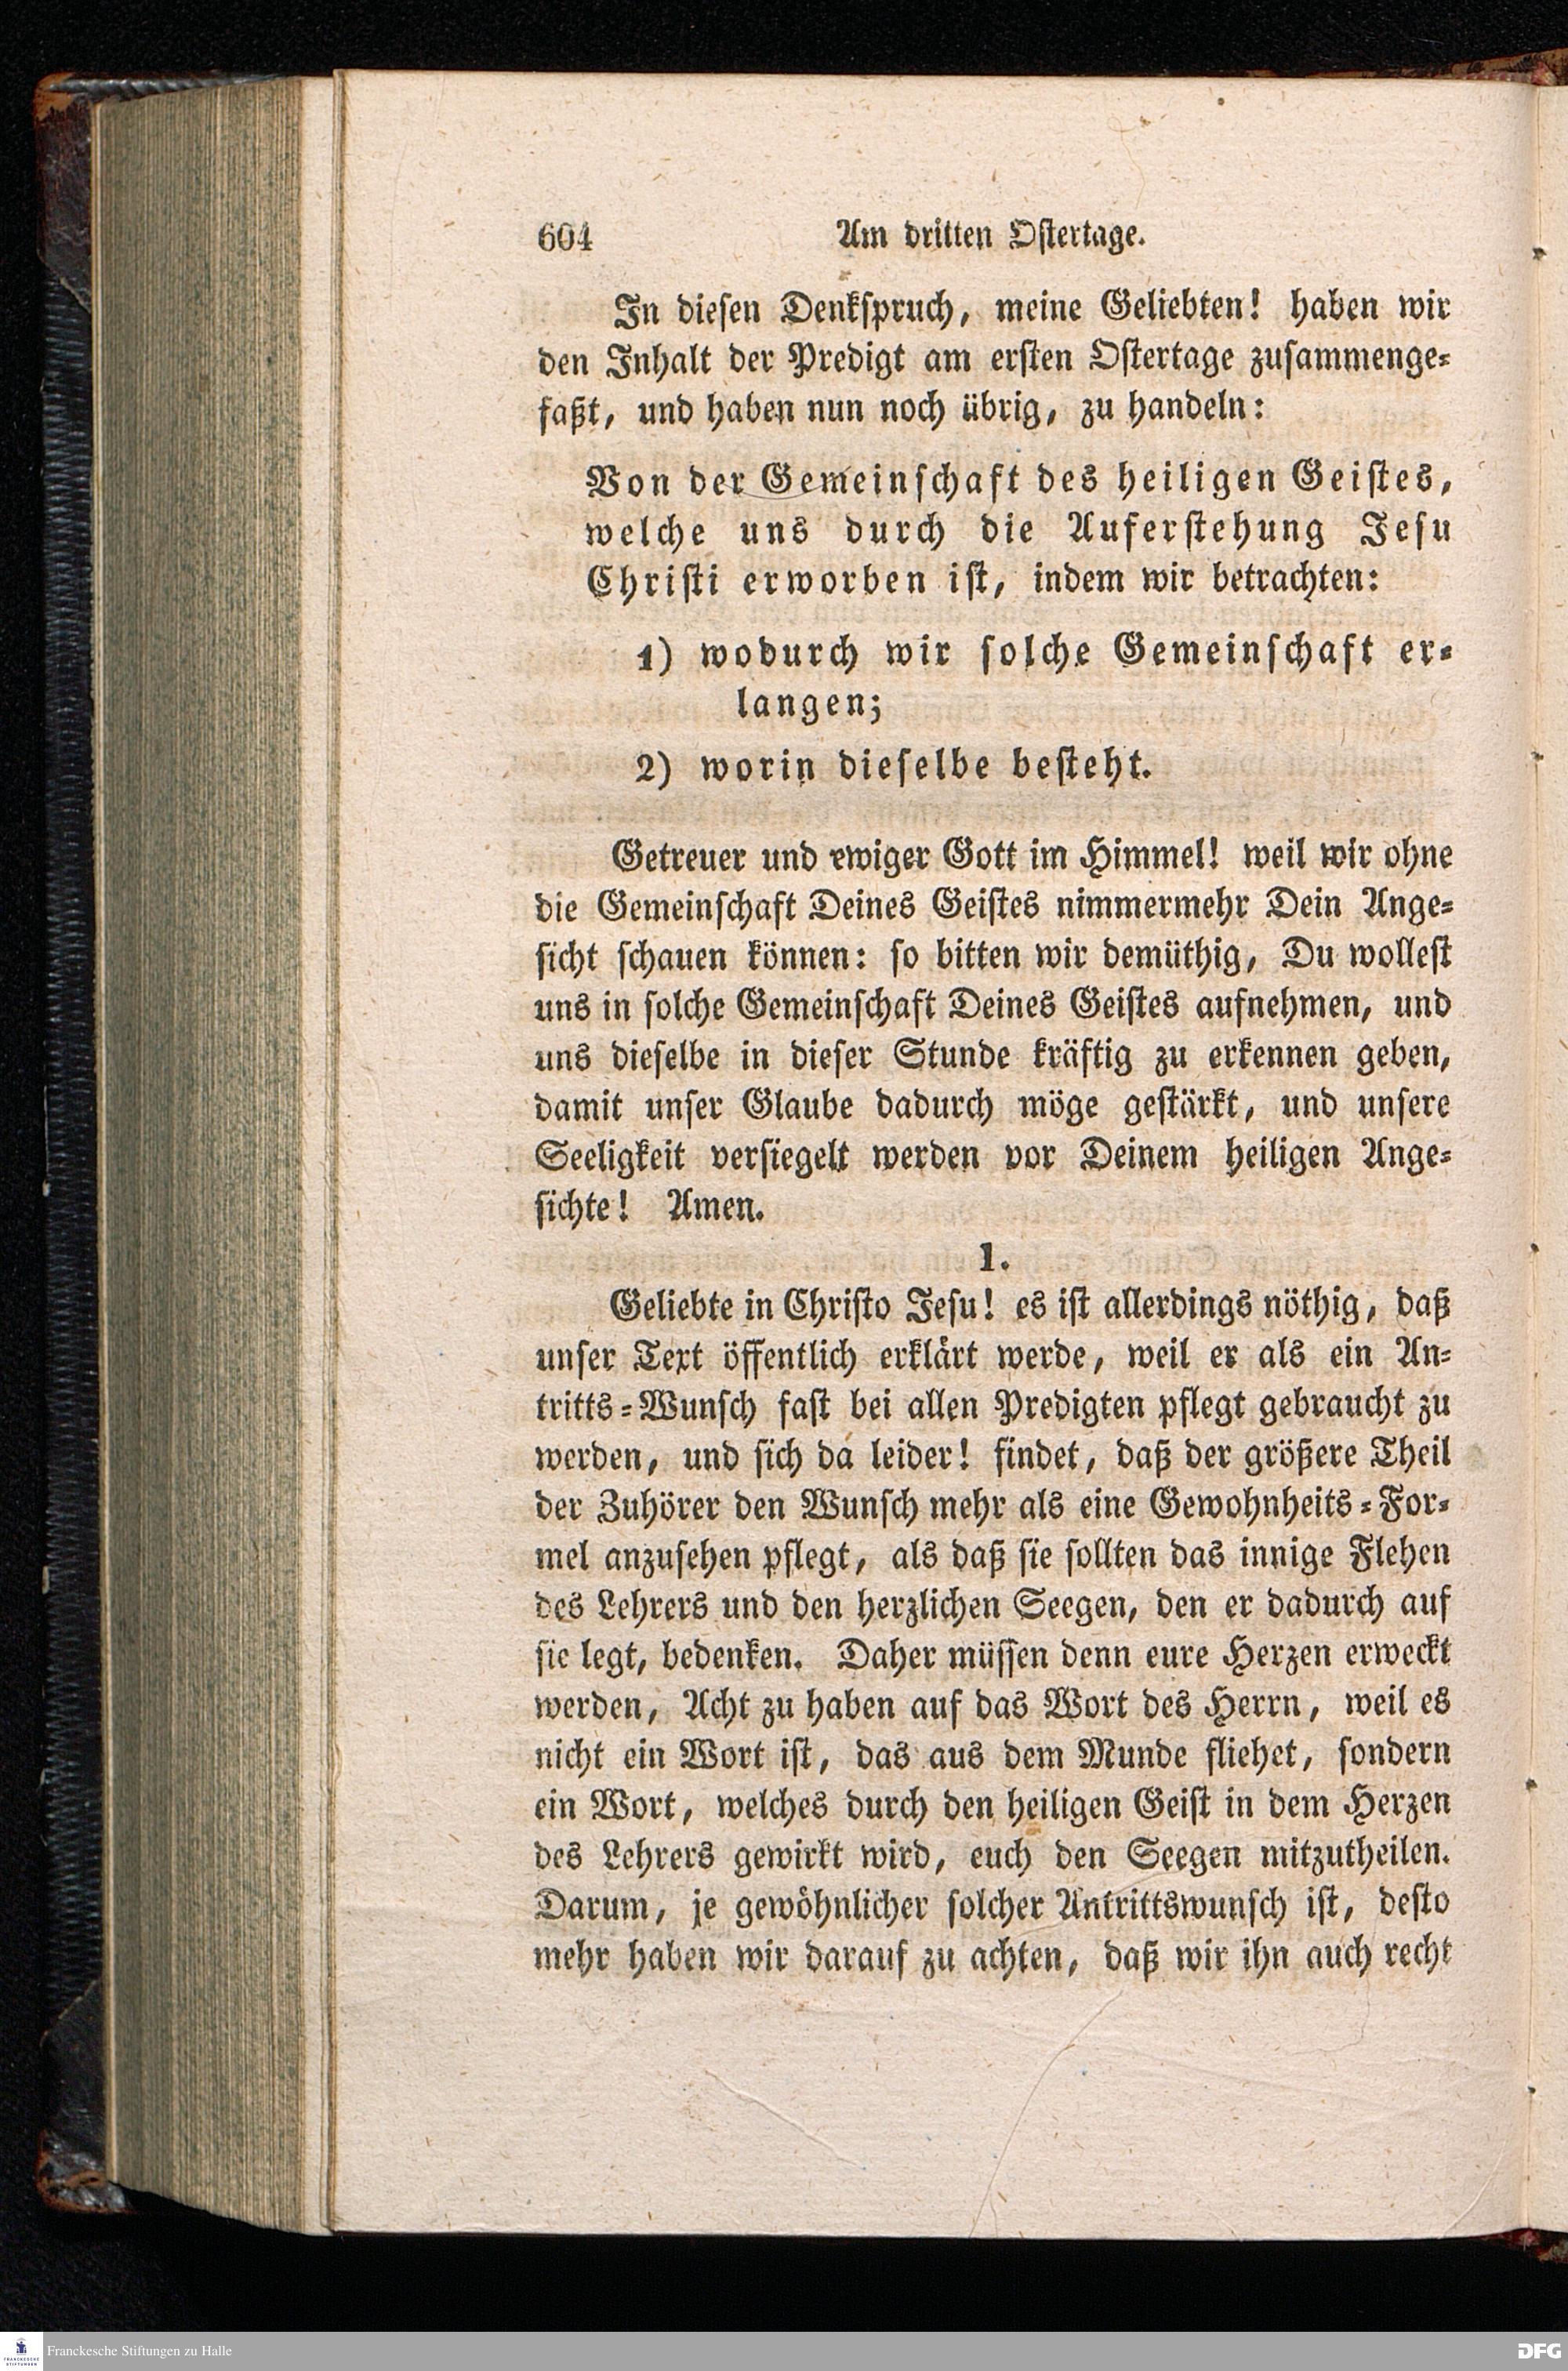 604 Am dritten Ostertage.
In diesen Denkspruch, meine Geliebten! haben wir
den Inhalt der Predigt am ersten Ostertage zusammenge=
faßt, und haben nun noch übrig, zu handeln:
Von der Gemeinschaft des heiligen Geistes,
welche uns durch die Auferstehung Jesu
Christi erworben ist, indem wir betrachten:
1) wodurch wir solche Gemeinschaft er=
langen;
2) worin dieselbe besteht.
Getreuer und ewiger Gott im Himmel! weil wir ohne
die Gemeinschaft Deines Geistes nimmermehr Dein Ange=
sicht schauen können: so bitten wir demüthig, Du wollest
uns in solche Gemeinschaft Deines Geistes aufnehmen, und
uns dieselbe in dieser Stunde kräftig zu erkennen geben,
damit unser Glaube dadurch möge gestärkt, und unsere
Seeligkeit versiegelt werden vor Deinem heiligen Ange=
sichte! Amen.
1.
Geliebte in Christo Jesu! es ist allerdings nöthig, daß
unser Text öffentlich erklärt werde, weil er als ein An=
tritts=Wunsch fast bei allen Predigten pflegt gebraucht zu
werden, und sich da leider! findet, daß der größere Theil
der Zuhörer den Wunsch mehr als eine Gewohnheits=For=
mel anzusehen pflegt, als daß sie sollten das innige Flehen
des Lehrers und den herzlichen Seegen, den er dadurch auf
sie legt, bedenken. Daher müssen denn eure Herzen erweckt
werden, Acht zu haben auf das Wort des Herrn, weil es
nicht ein Wort ist, das aus dem Munde fliehet, sondern
ein Wort, welches durch den heiligen Geist in dem Herzen
des Lehrers gewirkt wird, euch den Seegen mitzutheilen.
Darum, je gewöhnlicher solcher Antrittswunsch ist, desto
mehr haben wir darauf zu achten, daß wir ihn auch recht
FRANCKESCHE STIFTUNGEN
Franckesche Stiftungen zu Halle
DFG